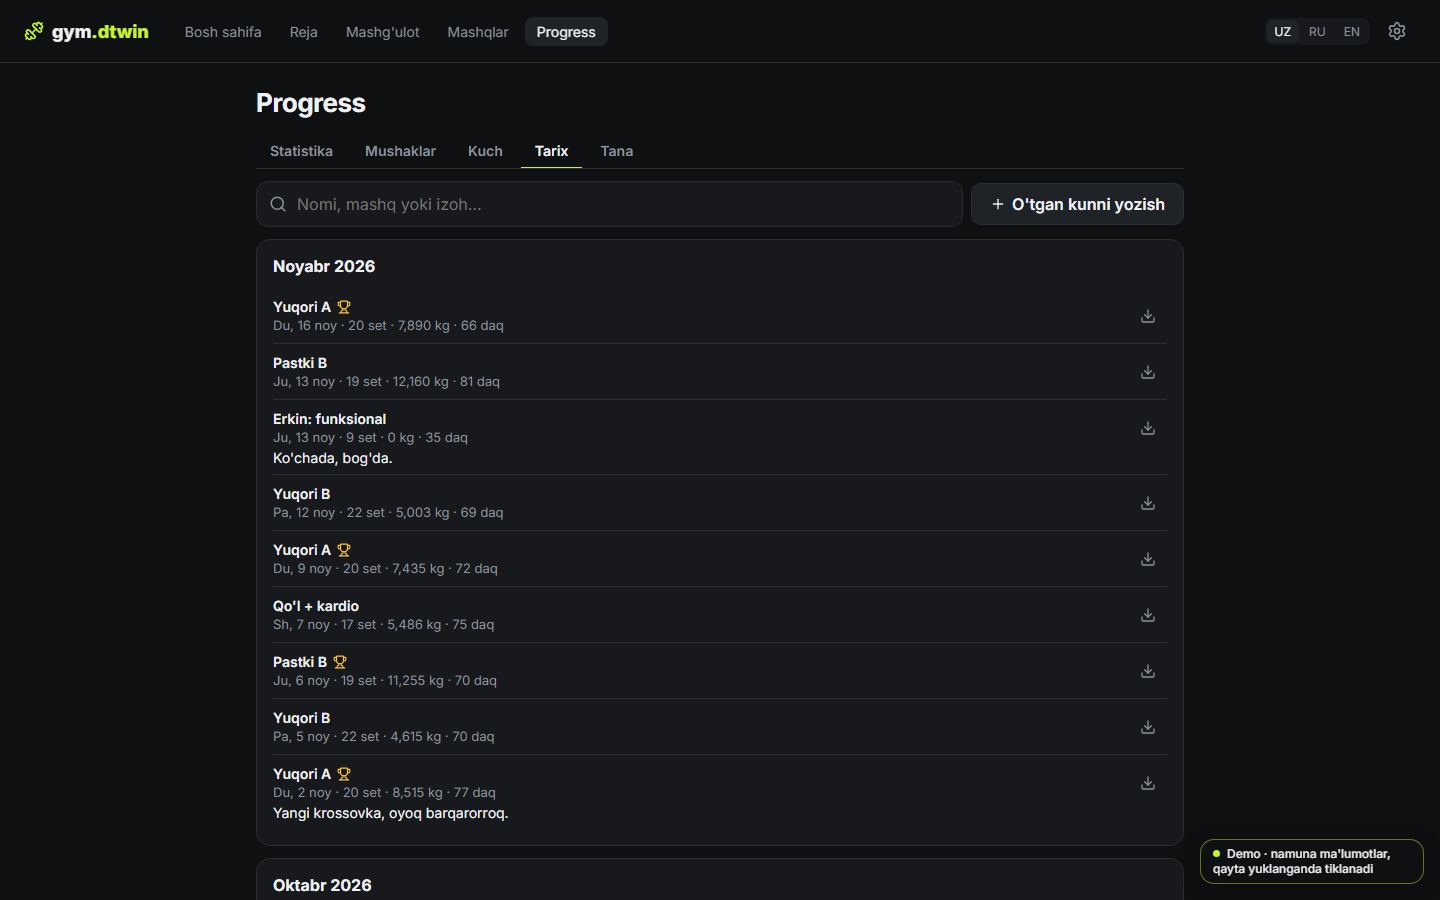 gym.dtwin Bosh sahifa Reja Mashg'ulot Mashqlar Progress UZ RU EN
Progress
Statistika Mushaklar Kuch Tarix Tana
Nomi, mashq yoki izoh... + O'tgan kunni yozish
Noyabr 2026
Yuqori A
Du, 16 noy · 20 set · 7,890 kg · 66 daq
Pastki B
Ju, 13 noy · 19 set · 12,160 kg · 81 daq
Erkin: funksional
Ju, 13 noy · 9 set · 0 kg · 35 daq
Ko'chada, bog'da.
Yuqori B
Pa, 12 noy · 22 set · 5,003 kg · 69 daq
Yuqori A
Du, 9 noy · 20 set · 7,435 kg · 72 daq
Qo'l + kardio
Sh, 7 noy · 17 set · 5,486 kg · 75 daq
Pastki B
Ju, 6 noy · 19 set · 11,255 kg · 70 daq
Yuqori B
Pa, 5 noy · 22 set · 4,615 kg · 70 daq
Yuqori A
Du, 2 noy · 20 set · 8,515 kg · 77 daq
Yangi krossovka, oyoq barqarorroq.
Demo · namuna ma'lumotlar,
qayta yuklanganda tiklanadi
Oktabr 2026